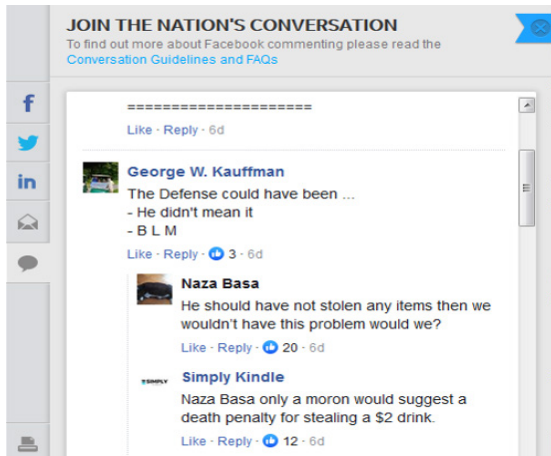 JOIN THE NATION'S CONVERSATION
To find out more about Facebook commenting please read the
Conversation Guidelines and FAQs
=====================
Like · Reply · 6d
George W. Kauffman
The Defense could have been ...
- He didn't mean it
- B L M
Like · Reply · 3 · 6d
Naza Basa
He should have not stolen any items then we
wouldn't have this problem would we?
Like · Reply · 20 · 6d
SIMPLY
Simply Kindle
Naza Basa only a moron would suggest a
death penalty for stealing a $2 drink.
Like · Reply · 12 · 6d